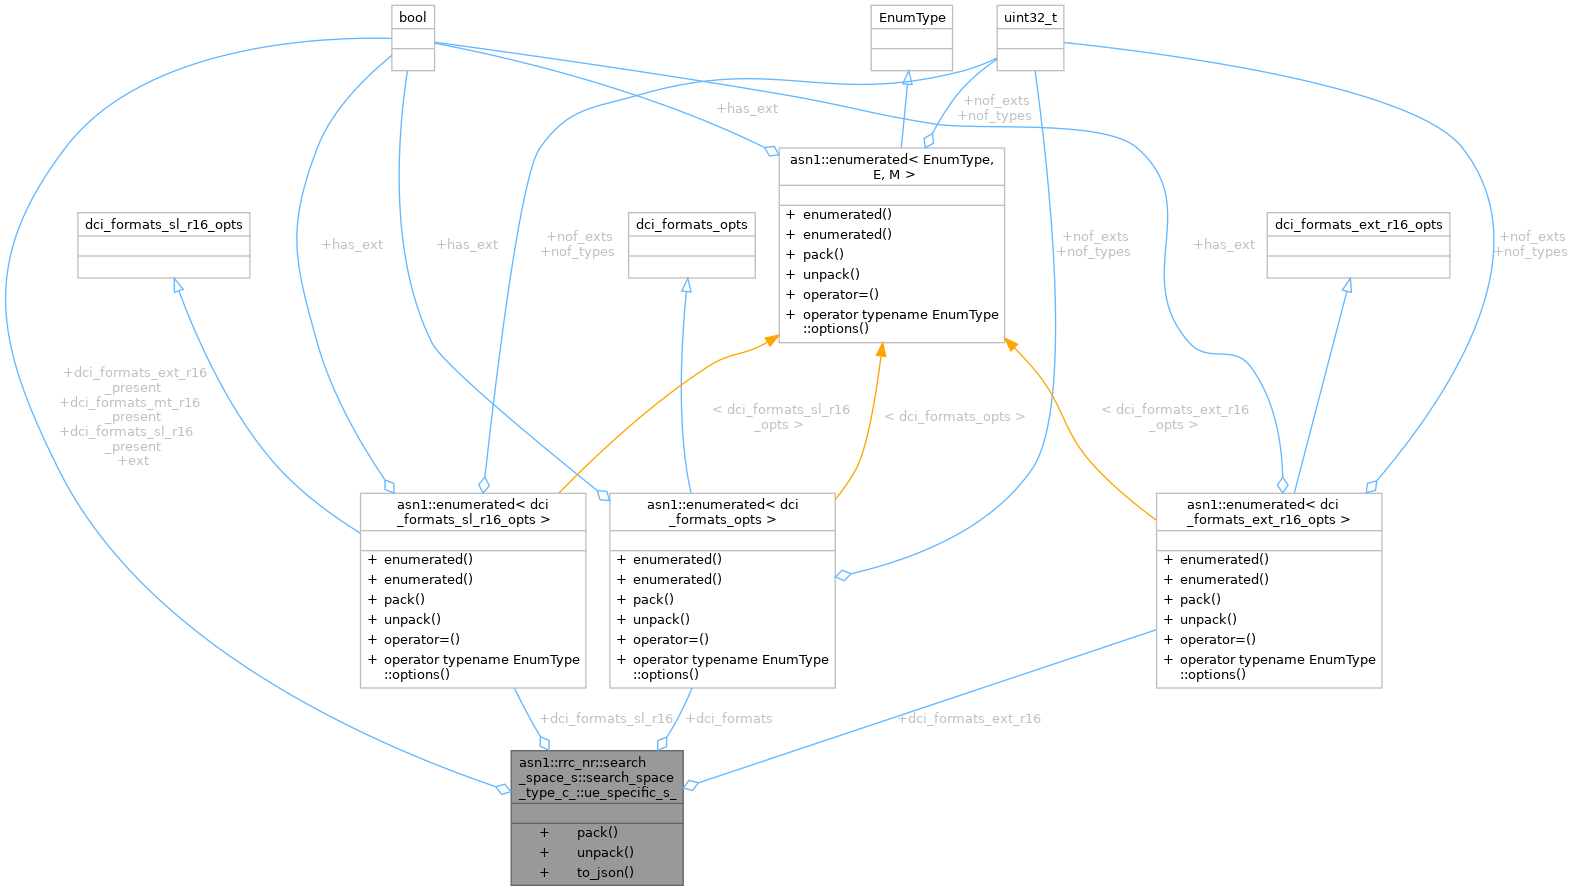 bool
EnumType
uint32_t
+has_ext
+nof_exts
+nof_types
asn1::enumerated< EnumType,
E, M >
+ enumerated()
+ enumerated()
+ pack()
+ unpack()
+ operator=()
+ operator typename EnumType
::options()
dci_formats_sl_r16_opts
+has_ext
+has_ext
+nof_exts
+nof_types
dci_formats_opts
+nof_exts
+nof_types
+has_ext
dci_formats_ext_r16_opts
+nof_exts
+nof_types
+dci_formats_ext_r16
_present
+dci_formats_mt_r16
_present
+dci_formats_sl_r16
_present
+ext
< dci_formats_sl_r16
_opts >
< dci_formats_opts >
< dci_formats_ext_r16
_opts >
asn1::enumerated< dci
_formats_sl_r16_opts >
+ enumerated()
+ enumerated()
+ pack()
+ unpack()
+ operator=()
+ operator typename EnumType
::options()
asn1::enumerated< dci
_formats_opts >
+ enumerated()
+ enumerated()
+ pack()
+ unpack()
+ operator=()
+ operator typename EnumType
::options()
asn1::enumerated< dci
_formats_ext_r16_opts >
+ enumerated()
+ enumerated()
+ pack()
+ unpack()
+ operator=()
+ operator typename EnumType
::options()
+dci_formats_sl_r16
+dci_formats
+dci_formats_ext_r16
asn1::rrc_nr::search
_space_s::search_space
_type_c_::ue_specific_s_
+ pack()
+ unpack()
+ to_json()